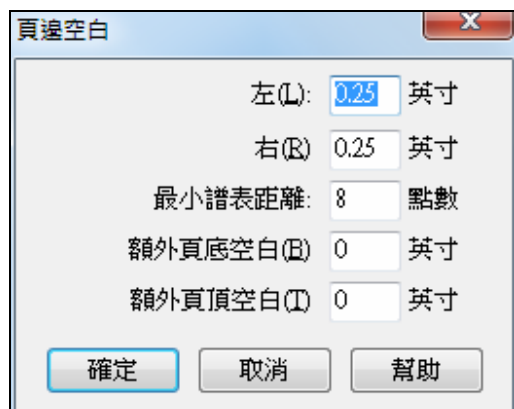 頁邊空白
左(L): 0.25 英寸
右(R) 0.25 英寸
最小譜表距離: 8 點數
額外頁底空白(B) 0 英寸
額外頁頂空白(T) 0 英寸
確定 取消 幫助